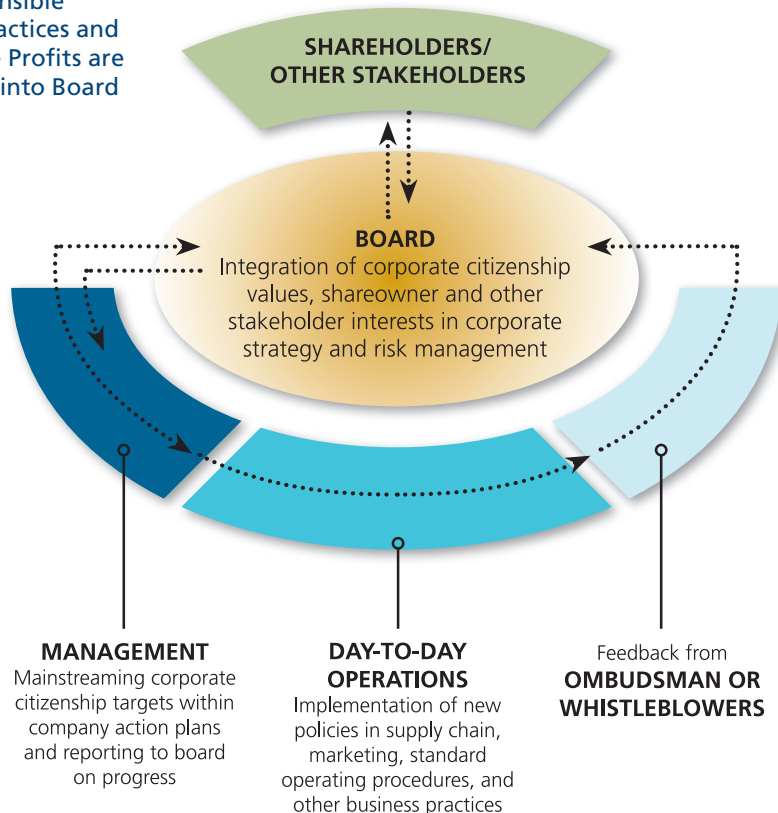 nsible
actices and
Profits are
into Board
SHAREHOLDERS/
OTHER STAKEHOLDERS
BOARD
Integration of corporate citizenship
values, shareowner and other
stakeholder interests in corporate
strategy and risk management
MANAGEMENT
Mainstreaming corporate
citizenship targets within
company action plans
and reporting to board
on progress
DAY-TO-DAY
OPERATIONS
Implementation of new
policies in supply chain,
marketing, standard
operating procedures, and
other business practices
Feedback from
OMBUDSMAN OR
WHISTLEBLOWERS